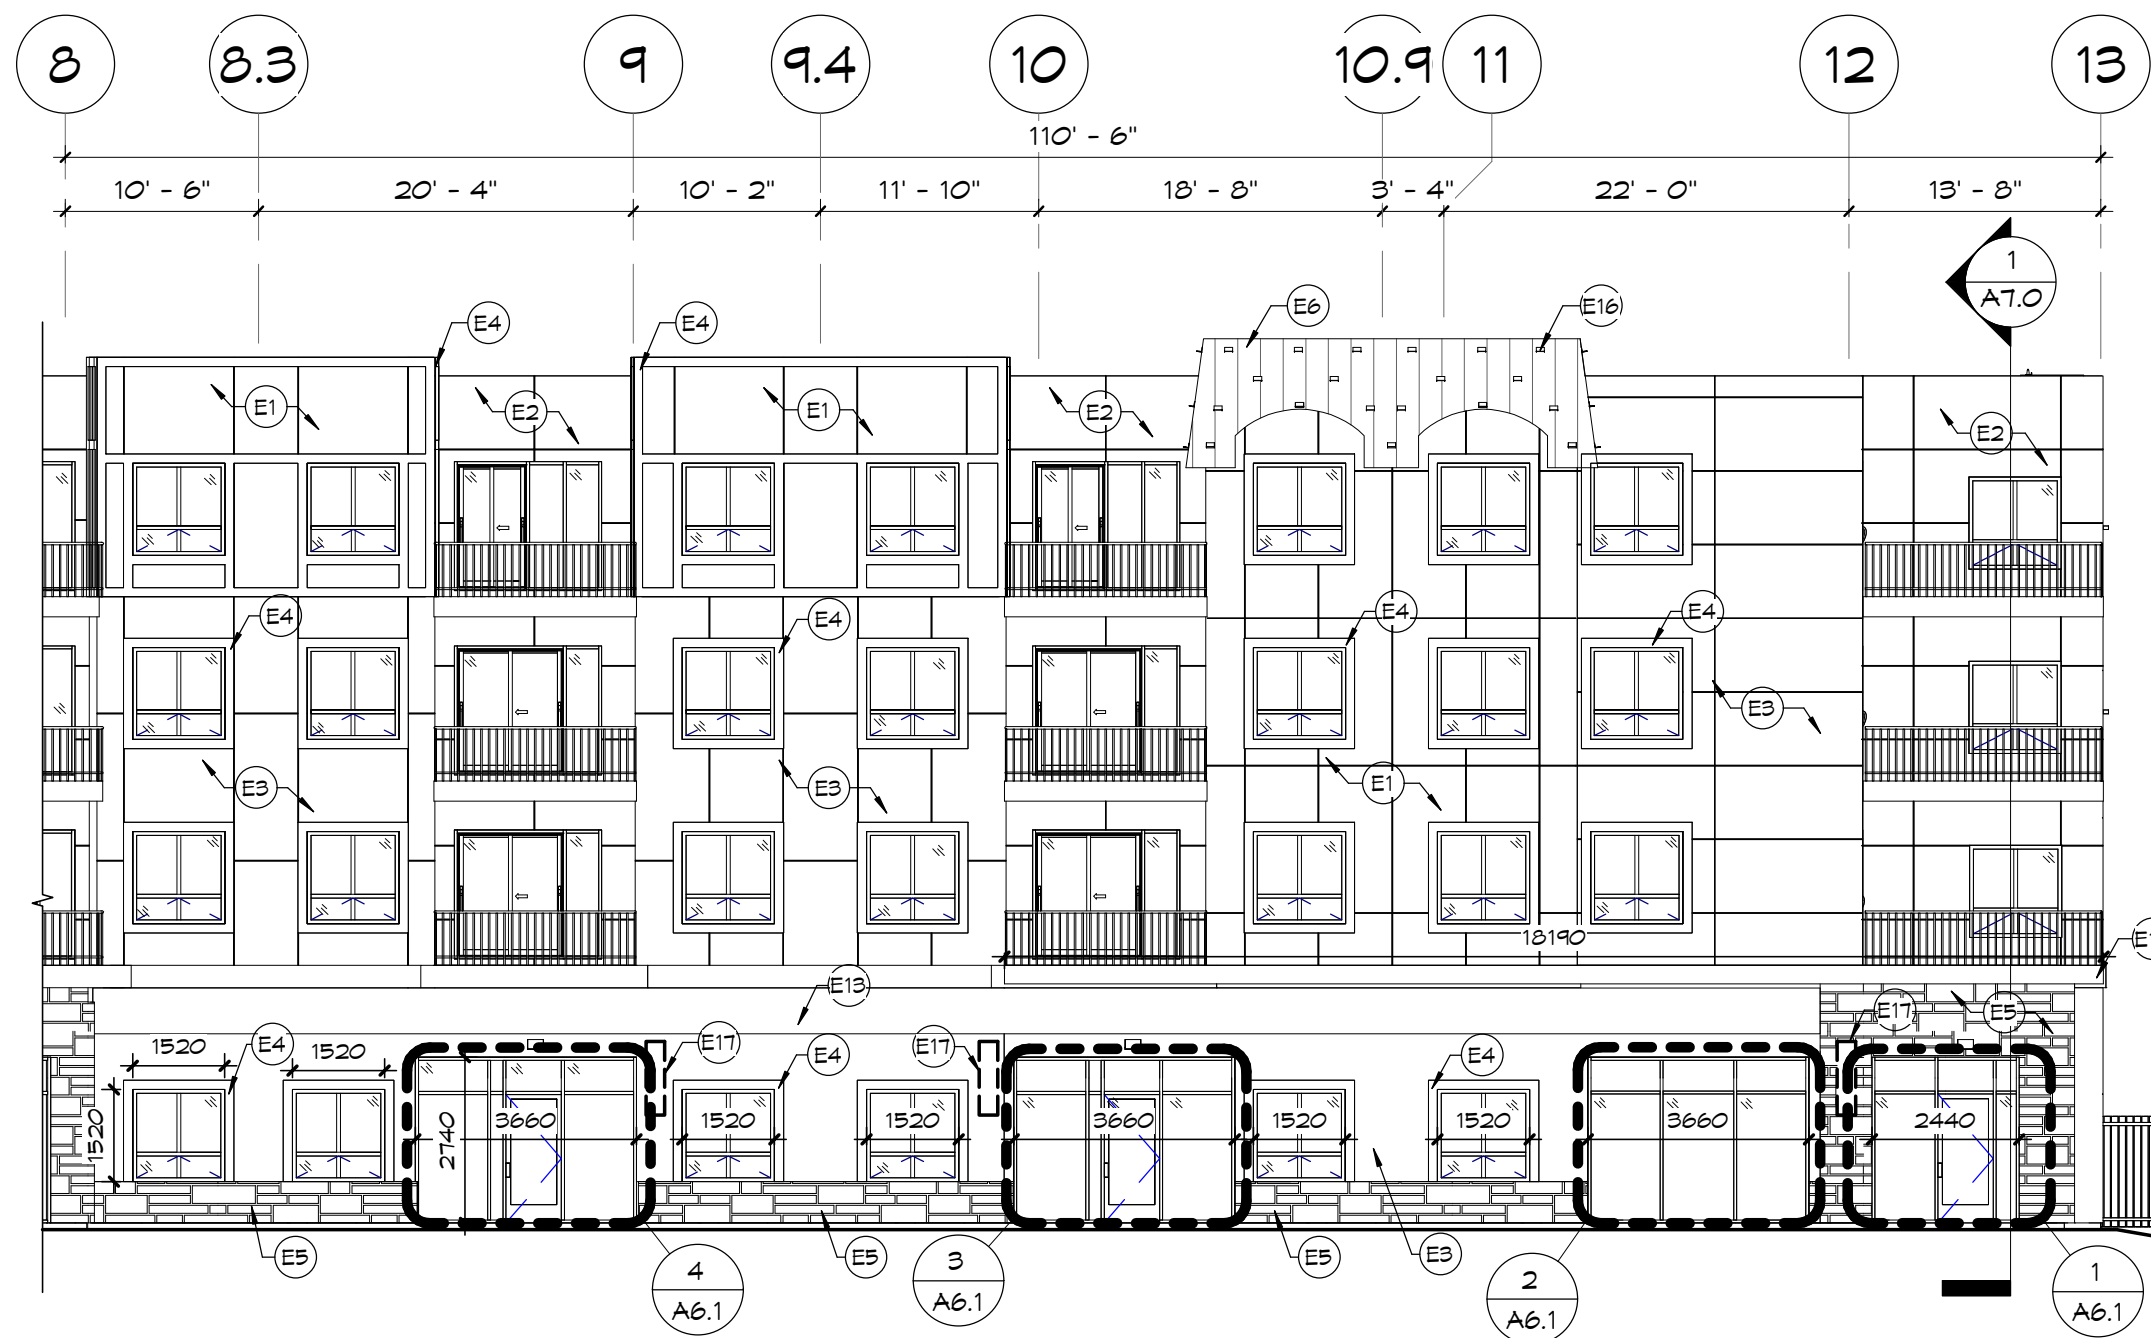 8 8.3 9 9.4 10 10.9 11 12 13
110' - 6"
10' - 6" 20' - 4" 10' - 2" 11' - 10" 18' - 8" 3' - 4" 22' - 0" 13' - 8"
1
A7.0
E4 E4 E6 E16
E1 E2 E1 E2 E2
E4 E4 E4 E4
E3 E3 E1 E3
18190
E13 E17 E5
1520 1520 E4 E17 E4 E17 E4
1520 2740 3660 1520 1520 3660 1520 1520 3660 2440
E5 E5 E5 E3
4
A6.1
3
A6.1
2
A6.1
1
A6.1